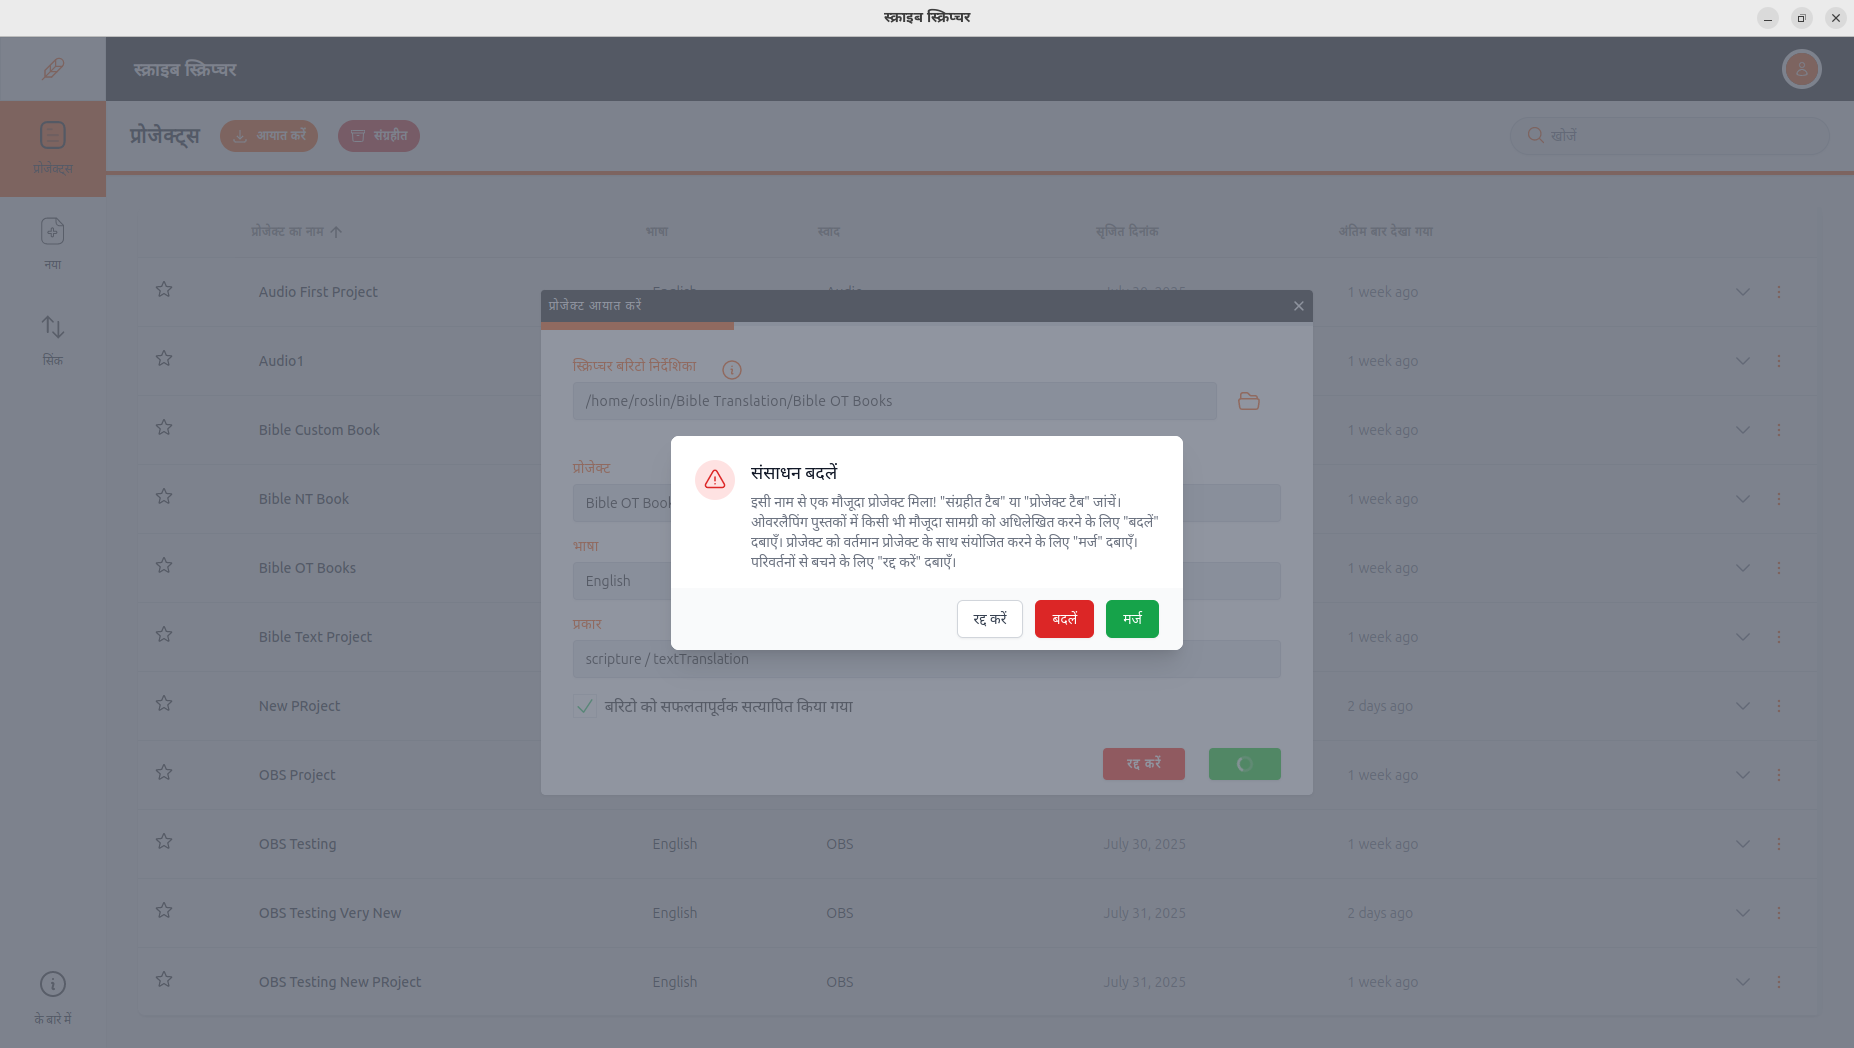 स्क्राइब स्क्रिप्चर
स्क्राइब स्क्रिप्चर
प्रोजेक्ट्स
आयात करें
संग्रहीत
खोजें
प्रोजेक्ट्स
नया
सिंक
के बारे में
प्रोजेक्ट का नाम
भाषा
स्वाद
सृजित दिनांक
अंतिम बार देखा गया
Audio First Project English Audio July 30, 2025 1 week ago
Audio1 1 week ago
Bible Custom Book 1 week ago
Bible NT Book 1 week ago
Bible OT Books 1 week ago
Bible Text Project 1 week ago
New PRoject 2 days ago
OBS Project 1 week ago
OBS Testing English OBS July 30, 2025 1 week ago
OBS Testing Very New English OBS July 31, 2025 2 days ago
OBS Testing New PRoject English OBS July 31, 2025 1 week ago
प्रोजेक्ट आयात करें
स्क्रिप्चर बरिटो निर्देशिका
/home/roslin/Bible Translation/Bible OT Books
प्रोजेक्ट
Bible OT Book
भाषा
English
प्रकार
scripture / textTranslation
बरिटो को सफलतापूर्वक सत्यापित किया गया
रद्द करें
संसाधन बदलें
इसी नाम से एक मौजूदा प्रोजेक्ट मिला! "संग्रहीत टैब" या "प्रोजेक्ट टैब" जांचें।
ओवरलैपिंग पुस्तकों में किसी भी मौजूदा सामग्री को अधिलेखित करने के लिए "बदलें"
दबाएँ। प्रोजेक्ट को वर्तमान प्रोजेक्ट के साथ संयोजित करने के लिए "मर्ज" दबाएँ।
परिवर्तनों से बचने के लिए "रद्द करें" दबाएँ।
रद्द करें
बदलें
मर्ज